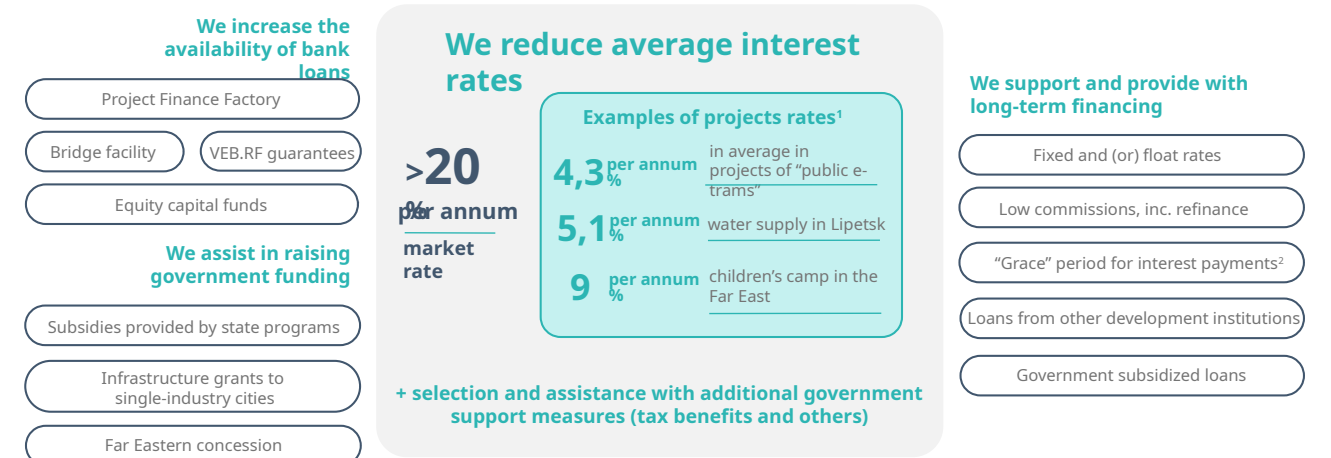 We increase the
availability of bank
loans
Project Finance Factory
Bridge facility
VEB.RF guarantees
Equity capital funds
We assist in raising
government funding
Subsidies provided by state programs
Infrastructure grants to
single-industry cities
Far Eastern concession
We reduce average interest
rates
>20
%
per annum
market
rate
Examples of projects rates¹
4,3
per annum
%
in average in
projects of “public e-
trams”
5,1
per annum
%
water supply in Lipetsk
9
per annum
%
children’s camp in the
Far East
+ selection and assistance with additional government
support measures (tax benefits and others)
We support and provide with
long-term financing
Fixed and (or) float rates
Low commissions, inc. refinance
“Grace” period for interest payments²
Loans from other development institutions
Government subsidized loans